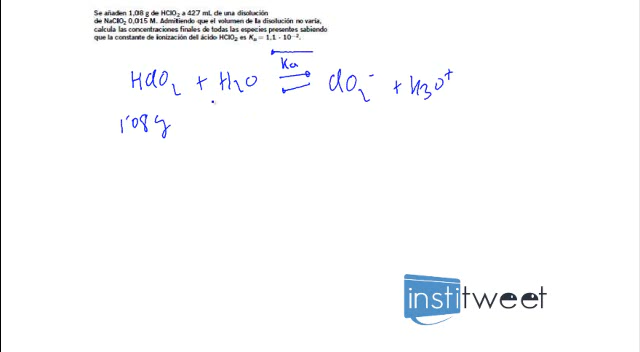 Se añaden 1,08 g de HClO₂ a 427 mL de una disolución
de NaClO₂ 0,015 M. Admitiendo que el volumen de la disolución no varía,
calcula las concentraciones finales de todas las especies presentes sabiendo
que la constante de ionización del ácido HClO₂ es Kₐ = 1,1 · 10⁻².
HClO₂ + H₂O ⇌ ClO₂⁻ + H₃O⁺
Ka
1'08 g
institweet